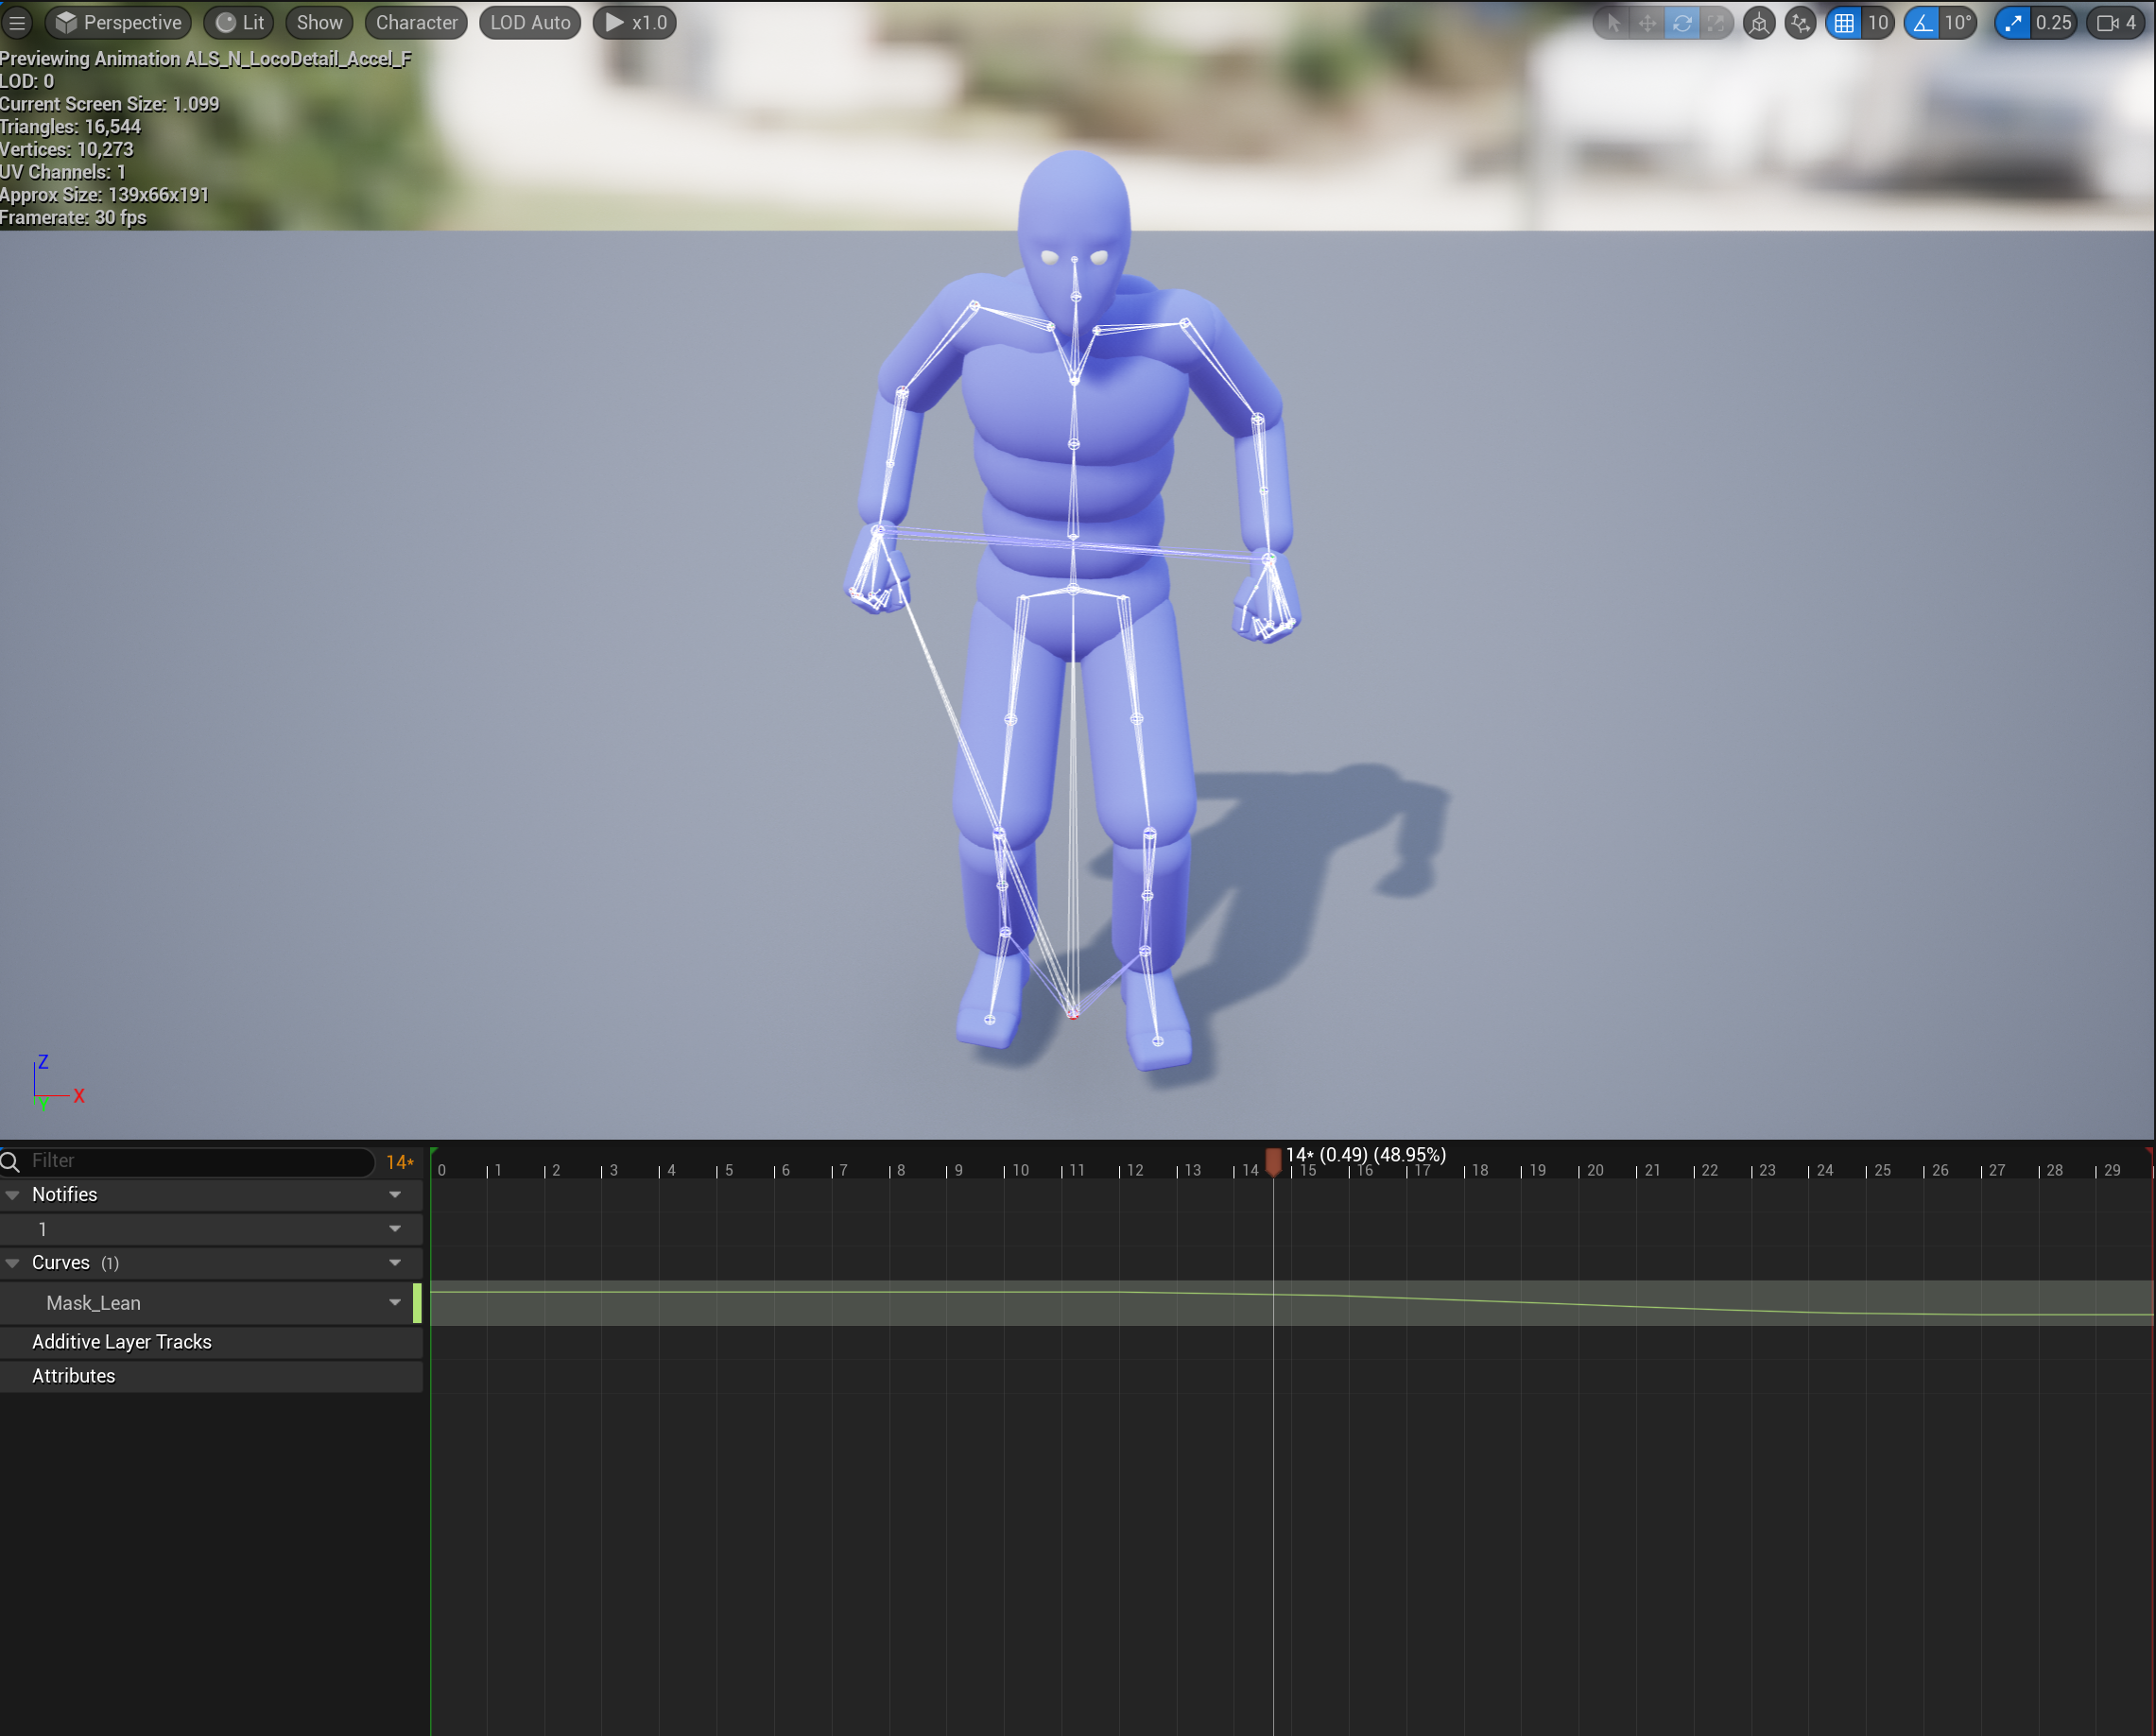 Perspective Lit Show Character LOD Auto x1.0 10 10° 0.25 4
Previewing Animation ALS_N_LocoDetail_Accel_F
LOD: 0
Current Screen Size: 1.099
Triangles: 16,544
Vertices: 10,273
UV Channels: 1
Approx Size: 139x66x191
Framerate: 30 fps
Z
X
Y
Filter 14*
14* (0.49) (48.95%)
0 1 2 3 4 5 6 7 8 9 10 11 12 13 14 15 16 17 18 19 20 21 22 23 24 25 26 27 28 29
Notifies
1
Curves (1)
Mask_Lean
Additive Layer Tracks
Attributes